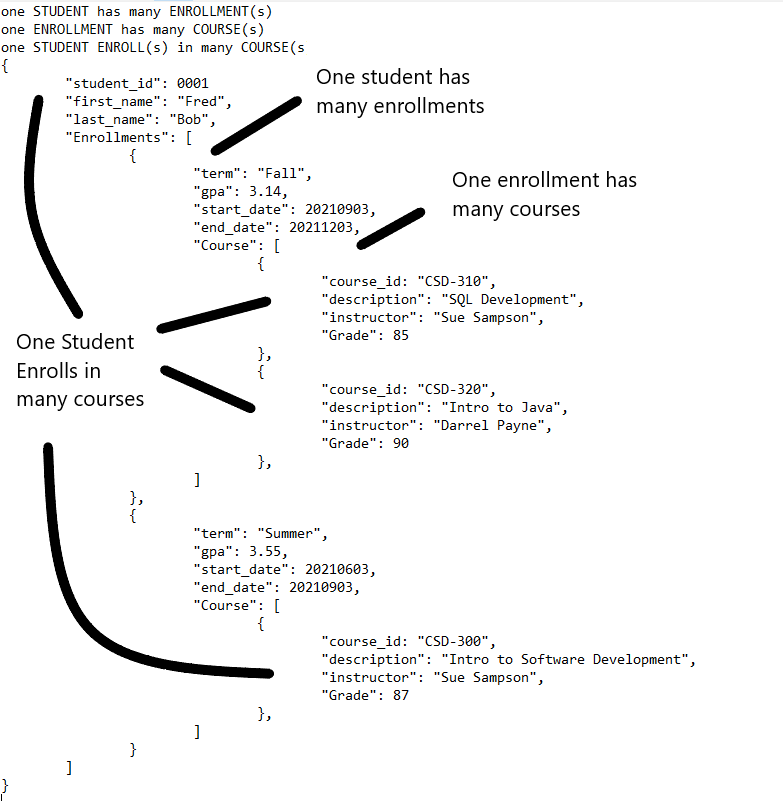 one STUDENT has many ENROLLMENT(s)
one ENROLLMENT has many COURSE(s)
one STUDENT ENROLL(s) in many COURSE(s
{
"student_id": 0001
"first_name": "Fred",
"last_name": "Bob",
"Enrollments": [
{
"term": "Fall",
"gpa": 3.14,
"start_date": 20210903,
"end_date": 20211203,
"Course": [
{
"course_id: "CSD-310",
"description": "SQL Development",
"instructor": "Sue Sampson",
"Grade": 85
},
{
"course_id: "CSD-320",
"description": "Intro to Java",
"instructor": "Darrel Payne",
"Grade": 90
},
]
},
{
"term": "Summer",
"gpa": 3.55,
"start_date": 20210603,
"end_date": 20210903,
"Course": [
{
"course_id: "CSD-300",
"description": "Intro to Software Development",
"instructor": "Sue Sampson",
"Grade": 87
},
]
}
]
}
One student has
many enrollments
One enrollment has
many courses
One Student
Enrolls in
many courses